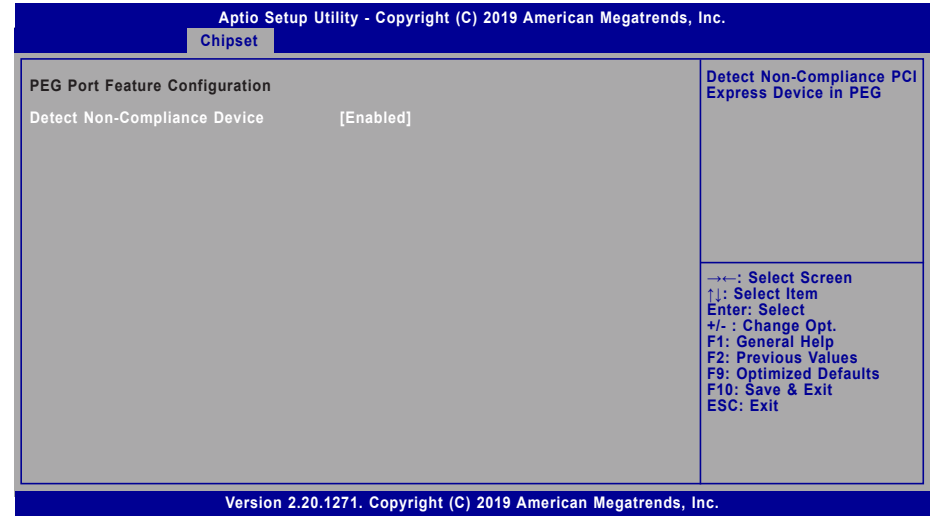 Aptio Setup Utility - Copyright (C) 2019 American Megatrends, Inc.
Chipset
PEG Port Feature Configuration
Detect Non-Compliance Device [Enabled]
Detect Non-Compliance PCI
Express Device in PEG
→←: Select Screen
↑↓: Select Item
Enter: Select
+/- : Change Opt.
F1: General Help
F2: Previous Values
F9: Optimized Defaults
F10: Save & Exit
ESC: Exit
Version 2.20.1271. Copyright (C) 2019 American Megatrends, Inc.